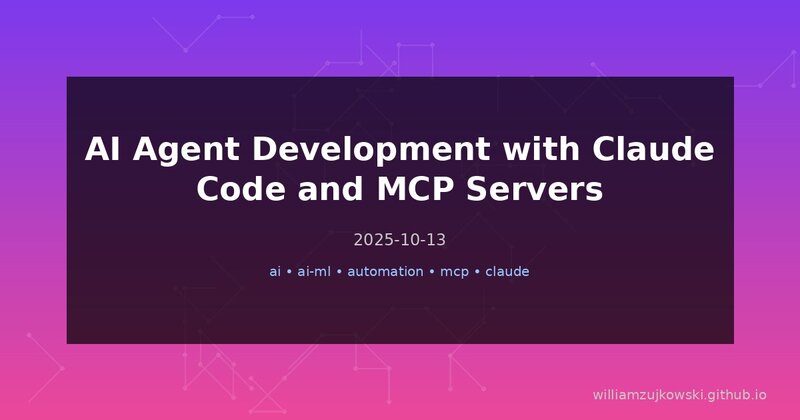 AI Agent Development with Claude
Code and MCP Servers
2025-10-13
ai • ai-ml • automation • mcp • claude
williamzujkowski.github.io